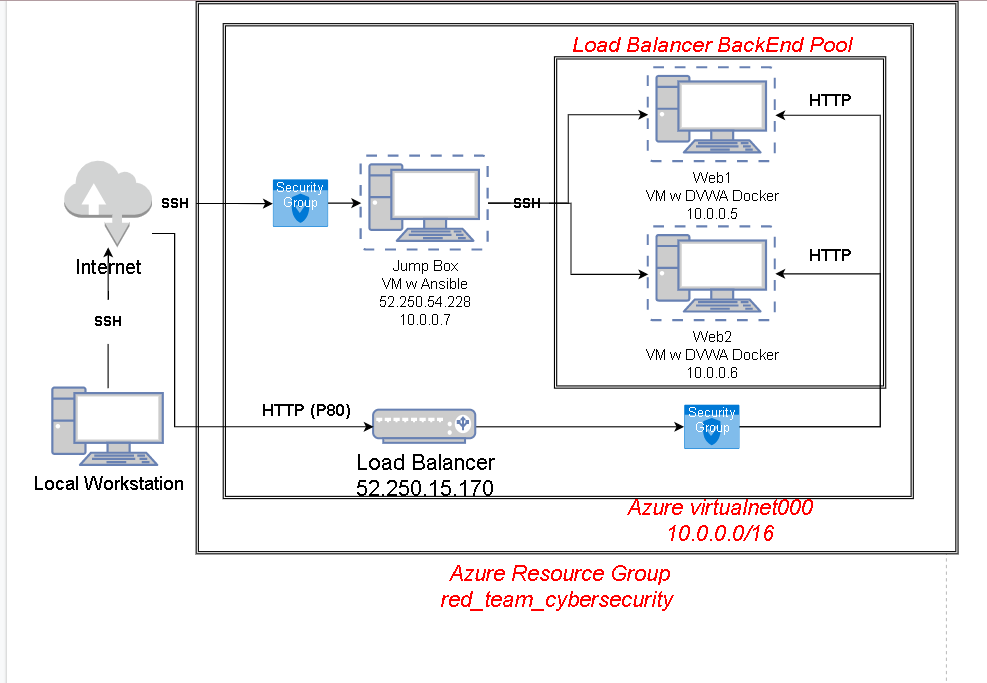 Load Balancer BackEnd Pool
HTTP
Web1
VM w DVWA Docker
10.0.0.5
Security
Group
SSH
SSH
Jump Box
VM w Ansible
52.250.54.228
10.0.0.7
Internet
HTTP
SSH
Web2
VM w DVWA Docker
10.0.0.6
HTTP (P80)
Security
Group
Load Balancer
52.250.15.170
Local Workstation
Azure virtualnet000
10.0.0.0/16
Azure Resource Group
red_team_cybersecurity